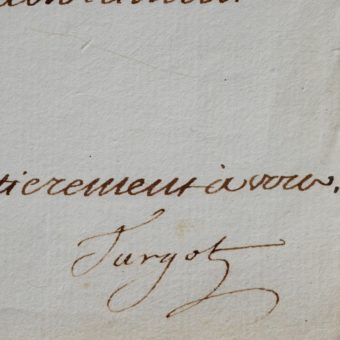 tierement à vous.
Turgot